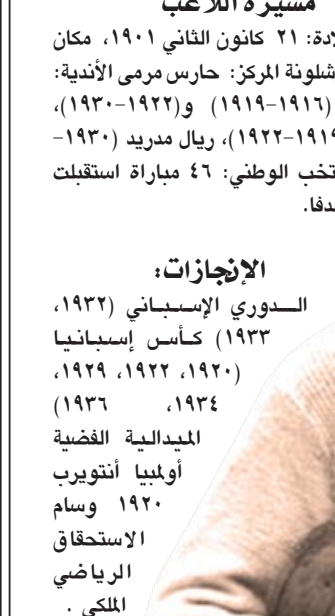 مسيرة اللاعب
لادة: ٢١ كانون الثاني ١٩٠١، مكان
شلونة المركز: حارس مرمى الأندية:
(١٩١٦-١٩١٩) و(١٩٢٢-١٩٣٠)،
١٩١٩-١٩٢٢)، ريال مدريد (١٩٣٠-
تخب الوطني: ٤٦ مباراة استقبلت
دفا.
الإنجازات:
الدوري الإسباني (١٩٣٢،
١٩٣٣) كأس إسبانيا
(١٩٢٠، ١٩٢٢، ١٩٢٩،
١٩٣٤، ١٩٣٦)
الميدالية الفضية
أولمبيا أنتويرب
١٩٢٠ وسام
الاستحقاق
الرياضي
الملكي .